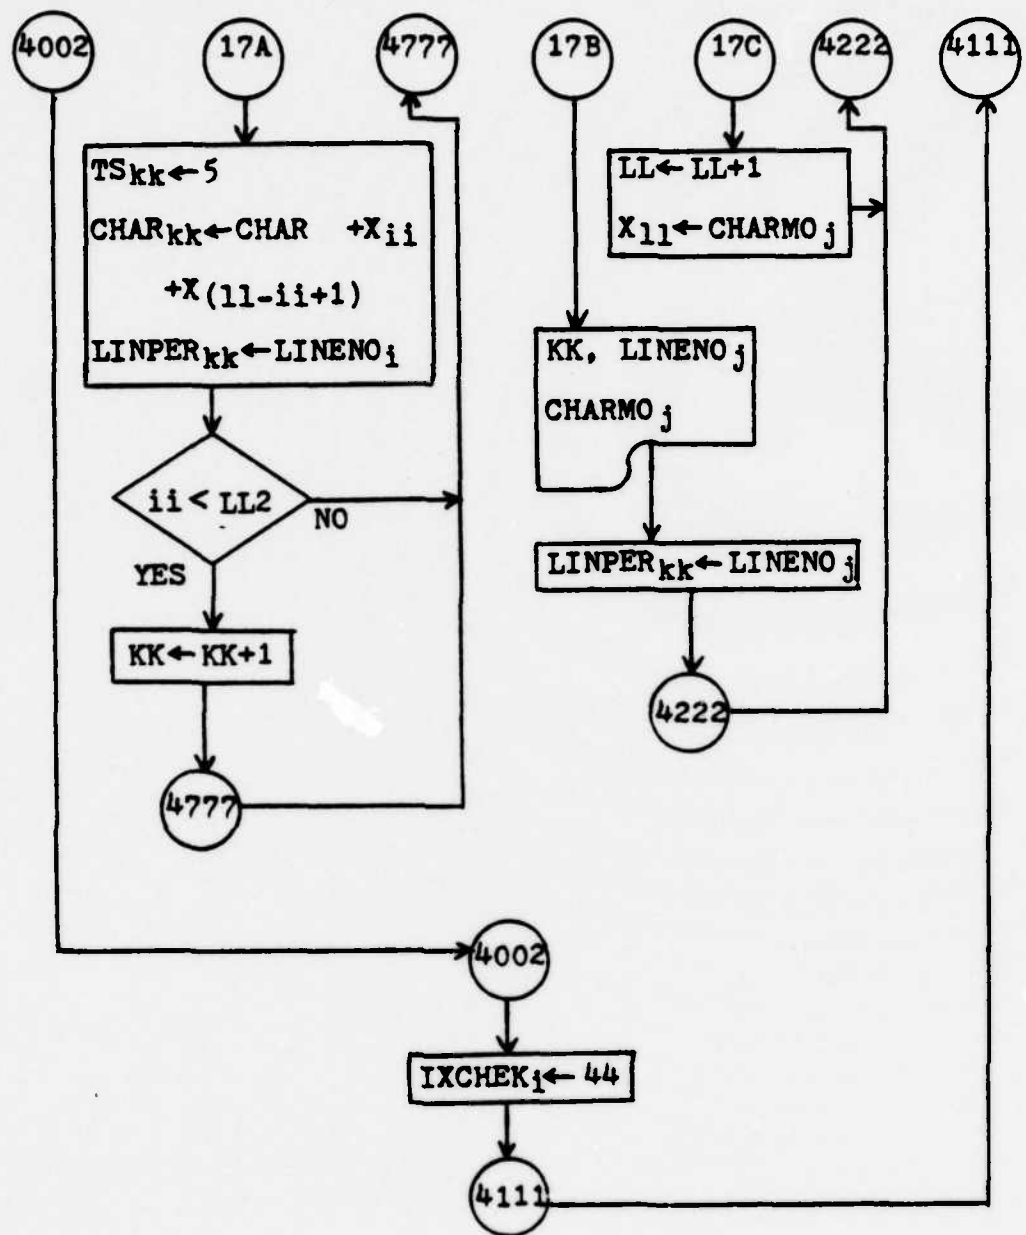 4002 17A 4777 17B 17C 4222 4111
TSkk←5
CHARkk←CHAR +Xii
+X(ll-ii+1)
LINPERkk←LINENOi
ii < LL2
NO
YES
KK←KK+1
4777
LL←LL+1
Xll←CHARMOj
KK, LINENOj
CHARMOj
LINPERkk←LINENOj
4222
4002
IXCHEKi←44
4111